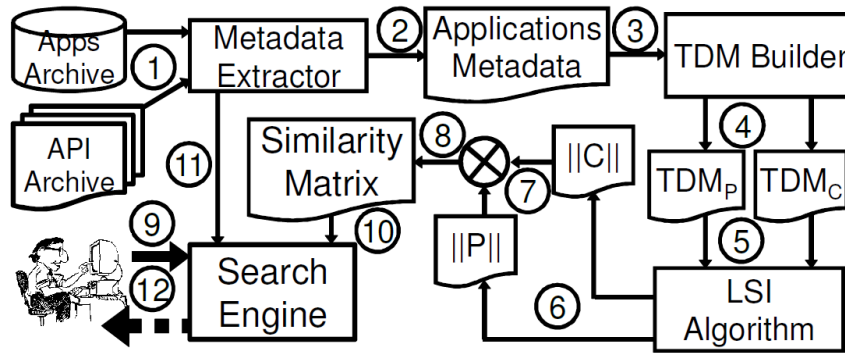 Apps
Archive
1
Metadata
Extractor
2
Applications
Metadata
3
TDM Builder
API
Archive
11
Similarity
Matrix
8
7
||C||
4
TDM_P
TDM_C
9
10
||P||
5
12
Search
Engine
6
LSI
Algorithm